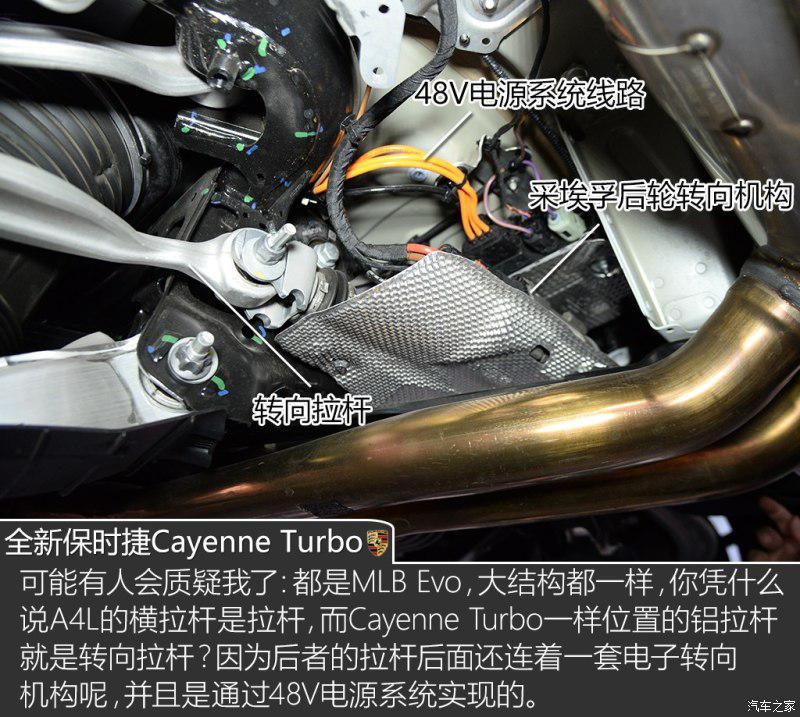 48V电源系统线路
采埃孚后轮转向机构
转向拉杆
全新保时捷Cayenne Turbo
可能有人会质疑我了:都是MLB Evo,大结构都一样,你凭什么
说A4L的横拉杆是拉杆,而Cayenne Turbo一样位置的铝拉杆
就是转向拉杆?因为后者的拉杆后面还连着一套电子转向
机构呢,并且是通过48V电源系统实现的。
汽车之家